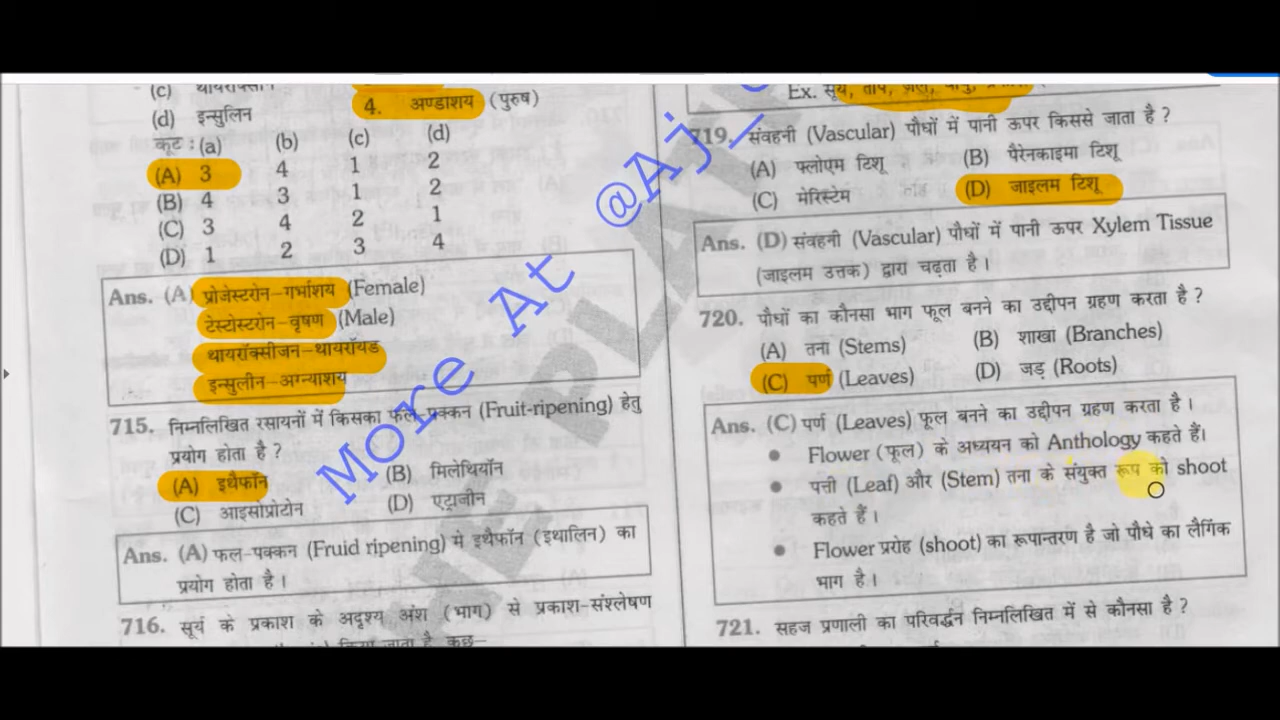 (c) थायरॉक्सीन
(d) इन्सुलिन
4. अण्डाशय (पुरुष)
कूट : (a) (b) (c) (d)
(A) 3 4 1 2
(B) 4 3 1 2
(C) 3 4 2 1
(D) 1 2 3 4
Ans. (A) प्रोजेस्टरोन–गर्भाशय (Female)
टेस्टोस्टरोन–वृषण (Male)
थायरॉक्सीजन–थायरॉयड
इन्सुलीन–अग्न्याशय
715. निम्नलिखित रसायनों में किसका फल–पक्कन (Fruit-ripening) हेतु
प्रयोग होता है ?
(A) इथैफॉन (B) मिलेथियॉन
(C) आइसोप्रोटोन (D) एट्राजीन
Ans. (A) फल–पक्कन (Fruid ripening) मे इथैफॉन (इथालिन) का
प्रयोग होता है ।
716. सूर्य के प्रकाश के अदृश्य अंश (भाग) से प्रकाश–संश्लेषण
किया जाता है कुछ–
Ex. सूर्य, ताप, जल, वायु,
719. संवहनी (Vascular) पौधों में पानी ऊपर किससे जाता है ?
(A) फ्लोएम टिशू (B) पैरेनकाइमा टिशू
(C) मेरिस्टेम (D) जाइलम टिशू
Ans. (D) संवहनी (Vascular) पौधों में पानी ऊपर Xylem Tissue
(जाइलम उत्तक) द्वारा चढ़ता है ।
720. पौधों का कौनसा भाग फूल बनने का उद्दीपन ग्रहण करता है ?
(A) तना (Stems) (B) शाखा (Branches)
(C) पर्ण (Leaves) (D) जड़ (Roots)
Ans. (C) पर्ण (Leaves) फूल बनने का उद्दीपन ग्रहण करता है ।
• Flower (फूल) के अध्ययन को Anthology कहते हैं।
• पत्ती (Leaf) और (Stem) तना के संयुक्त रूप को shoot
कहते हैं ।
• Flower प्ररोह (shoot) का रूपान्तरण है जो पौधे का लैगिंक
भाग है ।
721. सहज प्रणाली का परिवर्द्धन निम्नलिखित में से कौनसा है ?
More At @Aj_